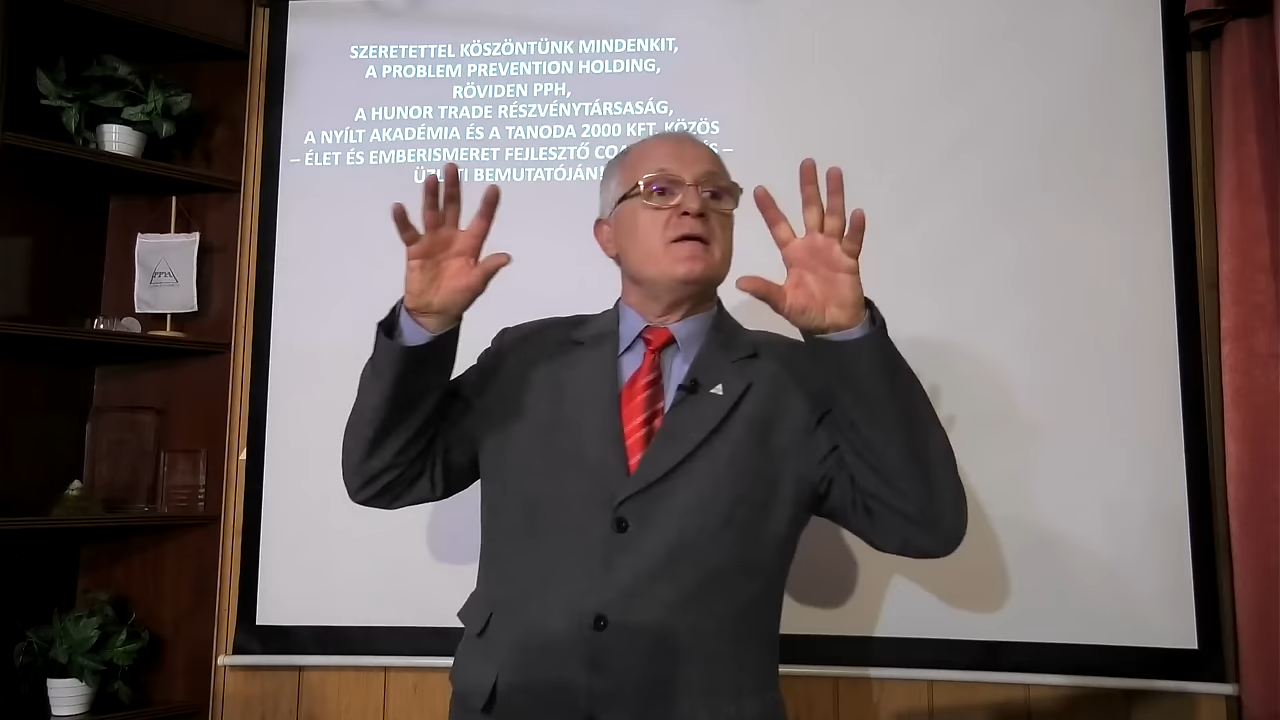 SZERETETTEL KÖSZÖNTÜNK MINDENKIT,
A PROBLEM PREVENTION HOLDING,
RÖVIDEN PPH,
A HUNOR TRADE RÉSZVÉNYTÁRSASÁG,
A NYÍLT AKADÉMIA ÉS A TANODA 2000 KFT. KÖZÖS
– ÉLET ÉS EMBERISMERET FEJLESZTŐ
BEMUTATÓJÁN!